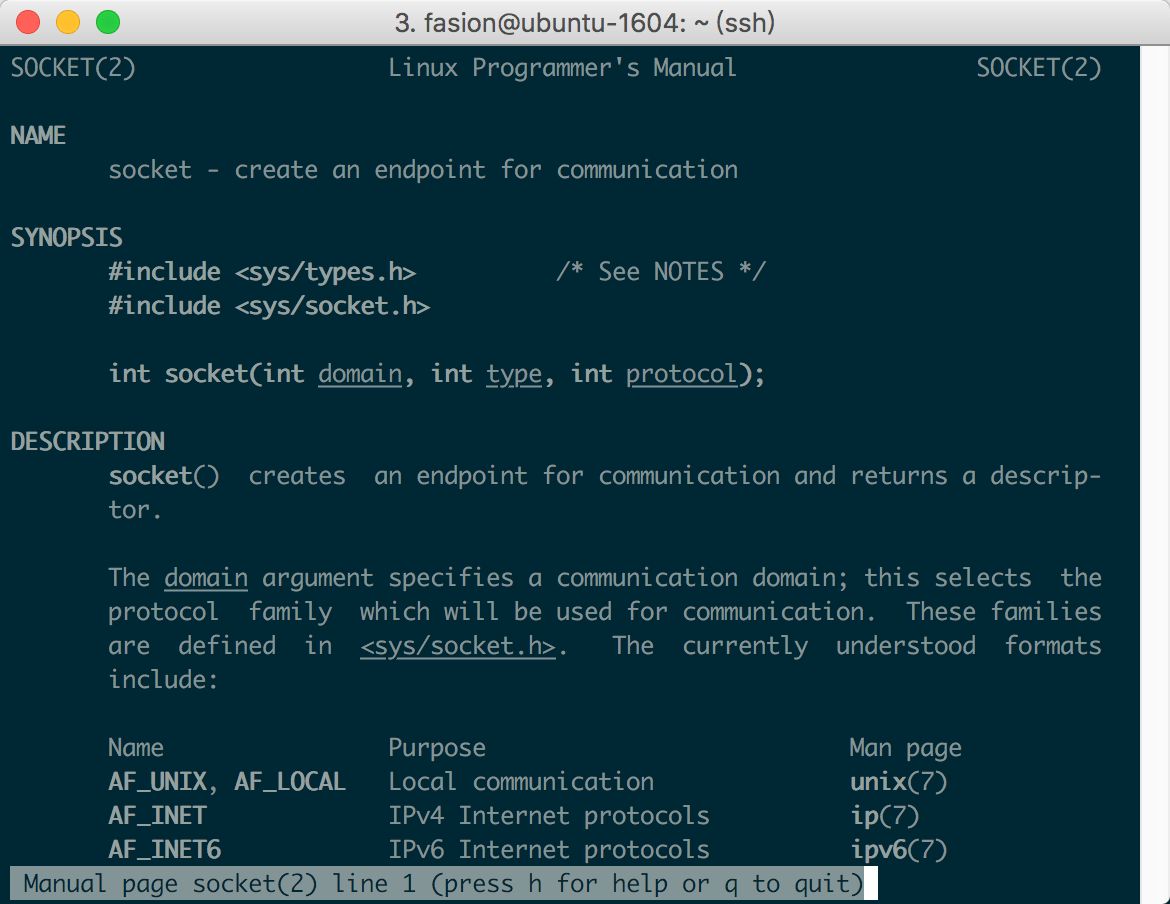 3. fasion@ubuntu-1604: ~ (ssh)
SOCKET(2) Linux Programmer's Manual SOCKET(2)
NAME
socket - create an endpoint for communication
SYNOPSIS
#include <sys/types.h> /* See NOTES */
#include <sys/socket.h>
int socket(int domain, int type, int protocol);
DESCRIPTION
socket() creates an endpoint for communication and returns a descrip-
tor.
The domain argument specifies a communication domain; this selects the
protocol family which will be used for communication. These families
are defined in <sys/socket.h>. The currently understood formats
include:
Name Purpose Man page
AF_UNIX, AF_LOCAL Local communication unix(7)
AF_INET IPv4 Internet protocols ip(7)
AF_INET6 IPv6 Internet protocols ipv6(7)
Manual page socket(2) line 1 (press h for help or q to quit)